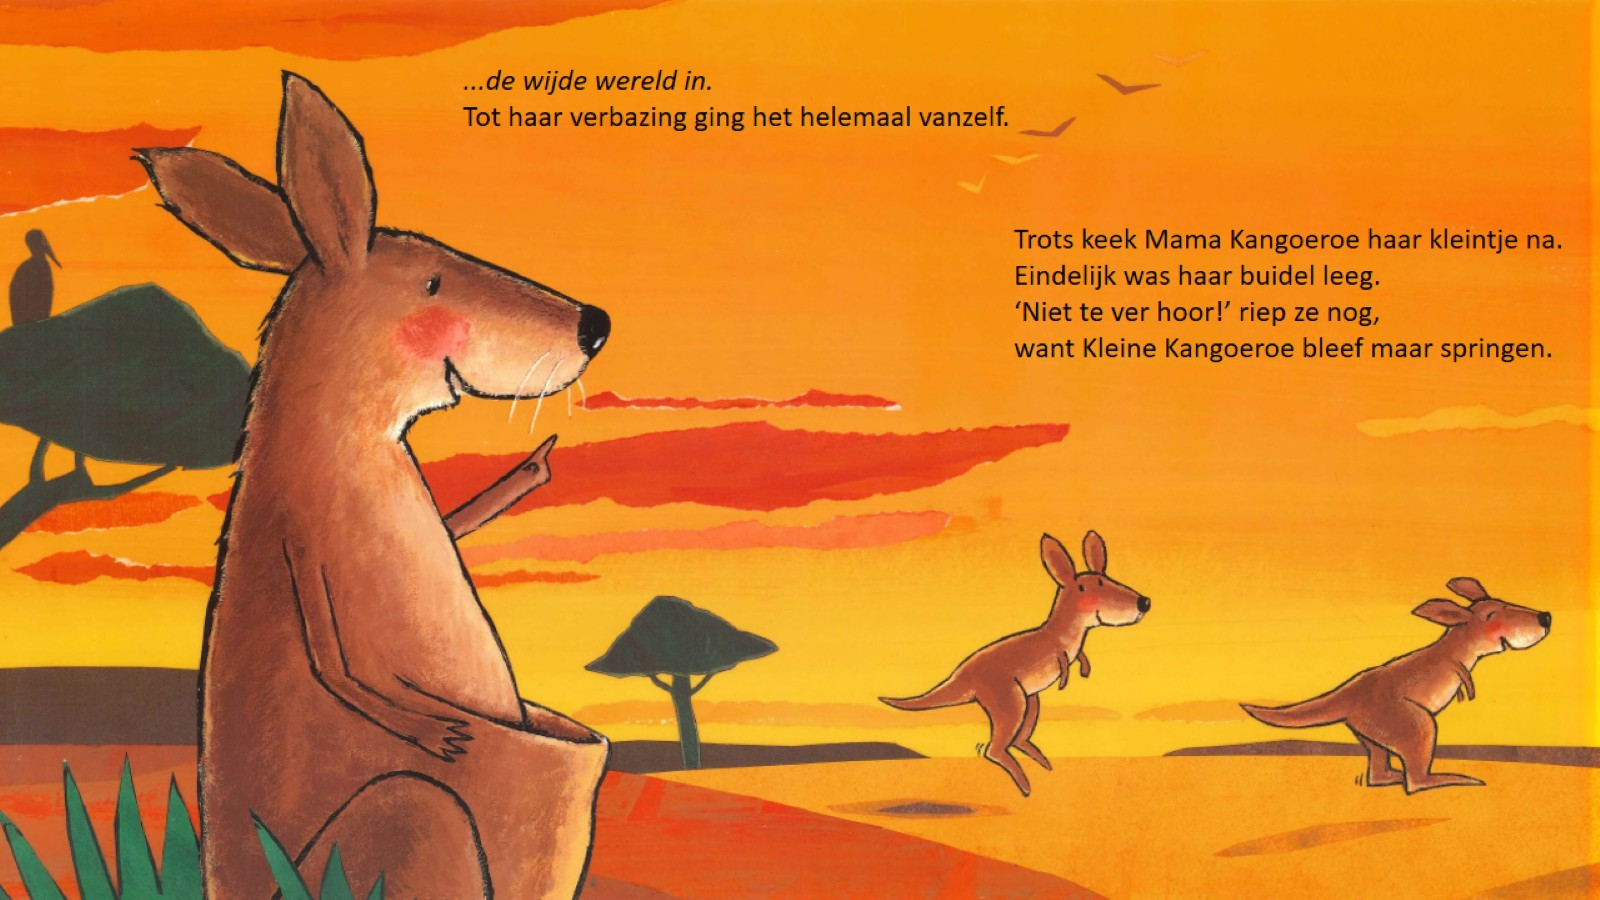 ...de wijde wereld in.
Tot haar verbazing ging het helemaal vanzelf.
Trots keek Mama Kangoeroe haar kleintje na.
Eindelijk was haar buidel leeg.
‘Niet te ver hoor!’ riep ze nog,
want Kleine Kangoeroe bleef maar springen.